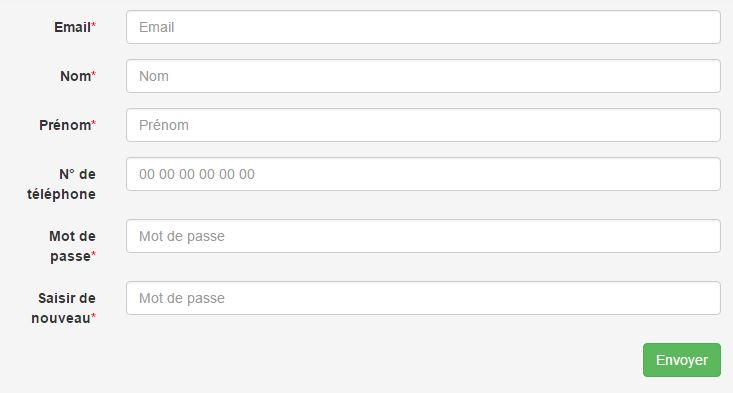 Email* Email
Nom* Nom
Prénom* Prénom
N° de
téléphone
00 00 00 00 00 00
Mot de
passe*
Mot de passe
Saisir de
nouveau*
Mot de passe
Envoyer